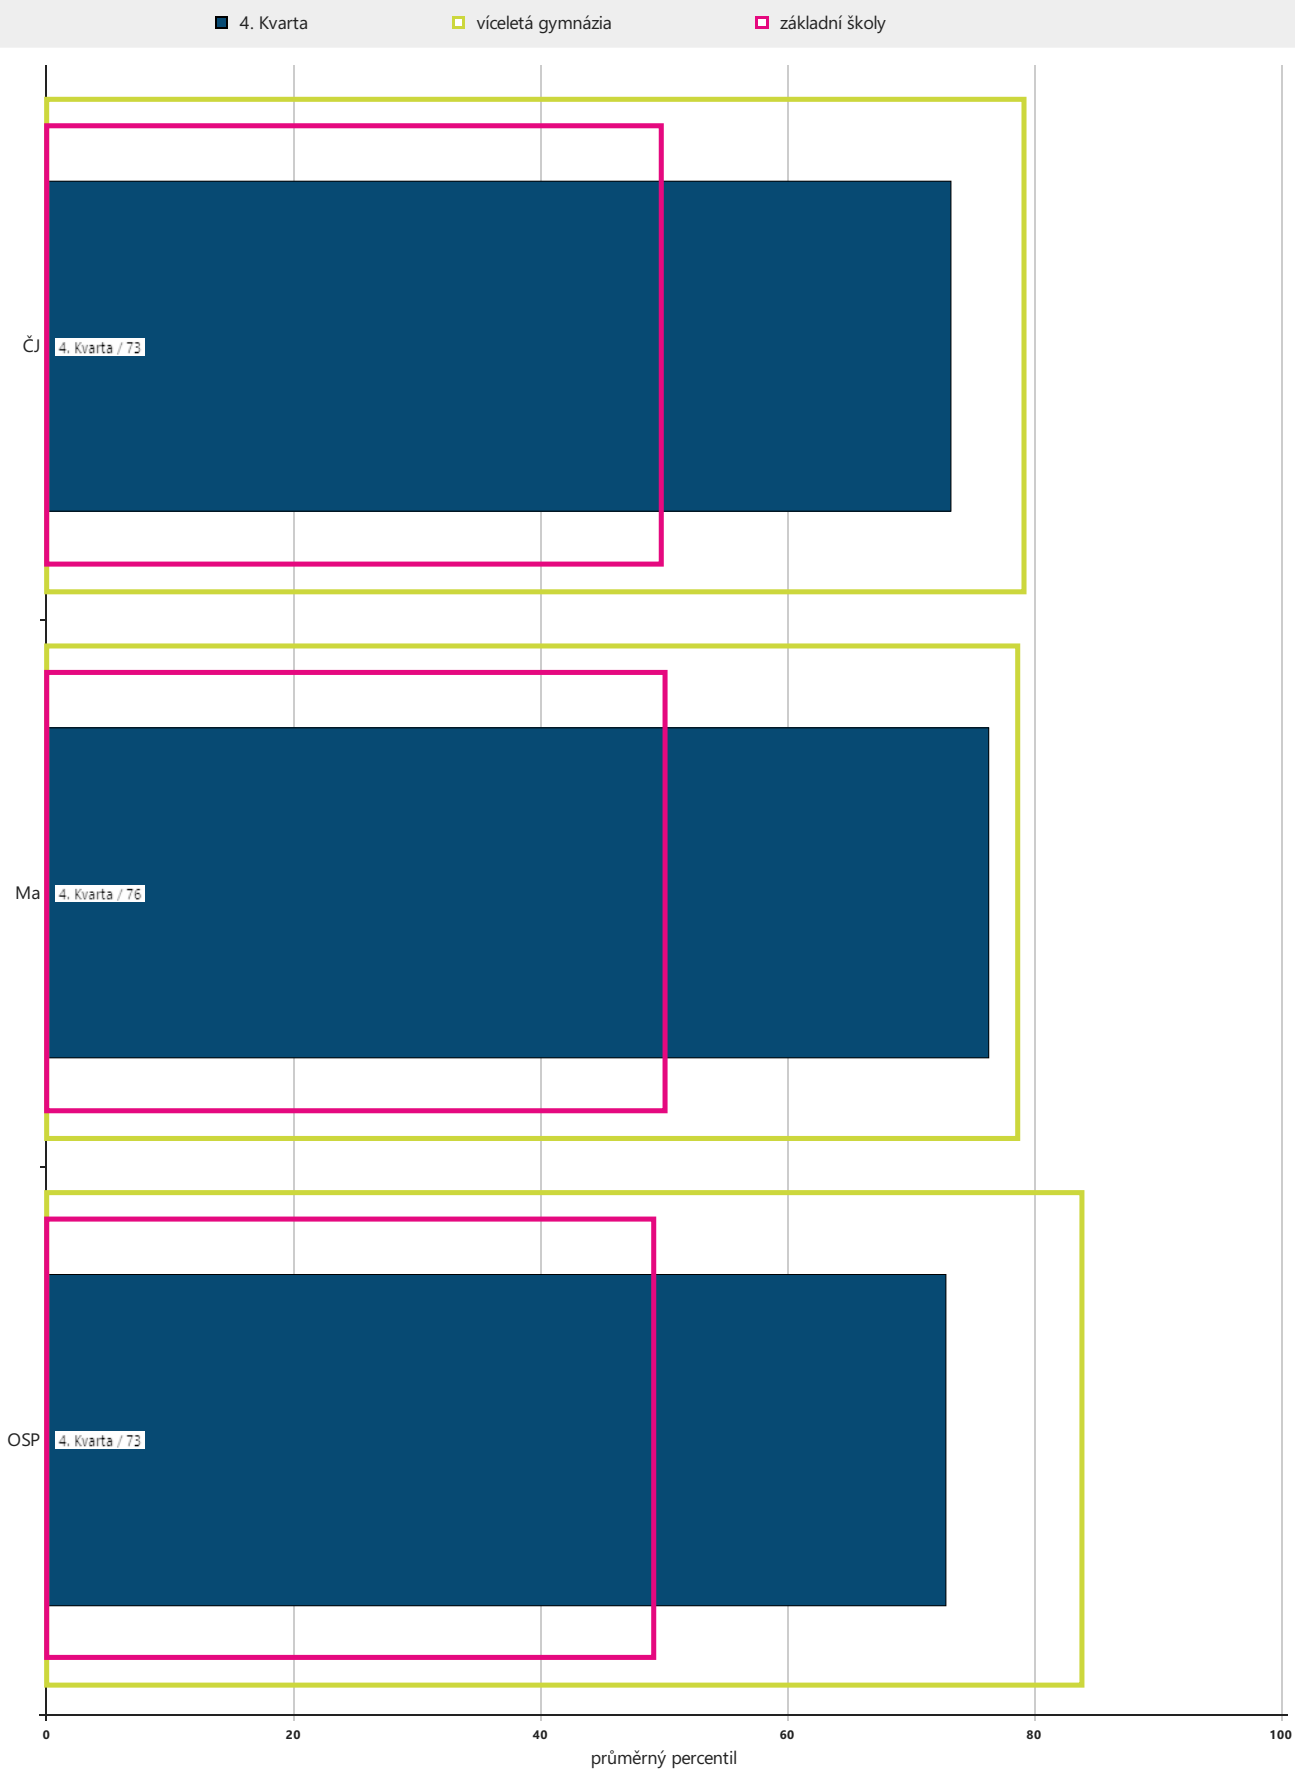 4. Kvarta víceletá gymnázia základní školy
ČJ 4. Kvarta / 73
Ma 4. Kvarta / 76
OSP 4. Kvarta / 73
0 20 40 60 80 100
průměrný percentil